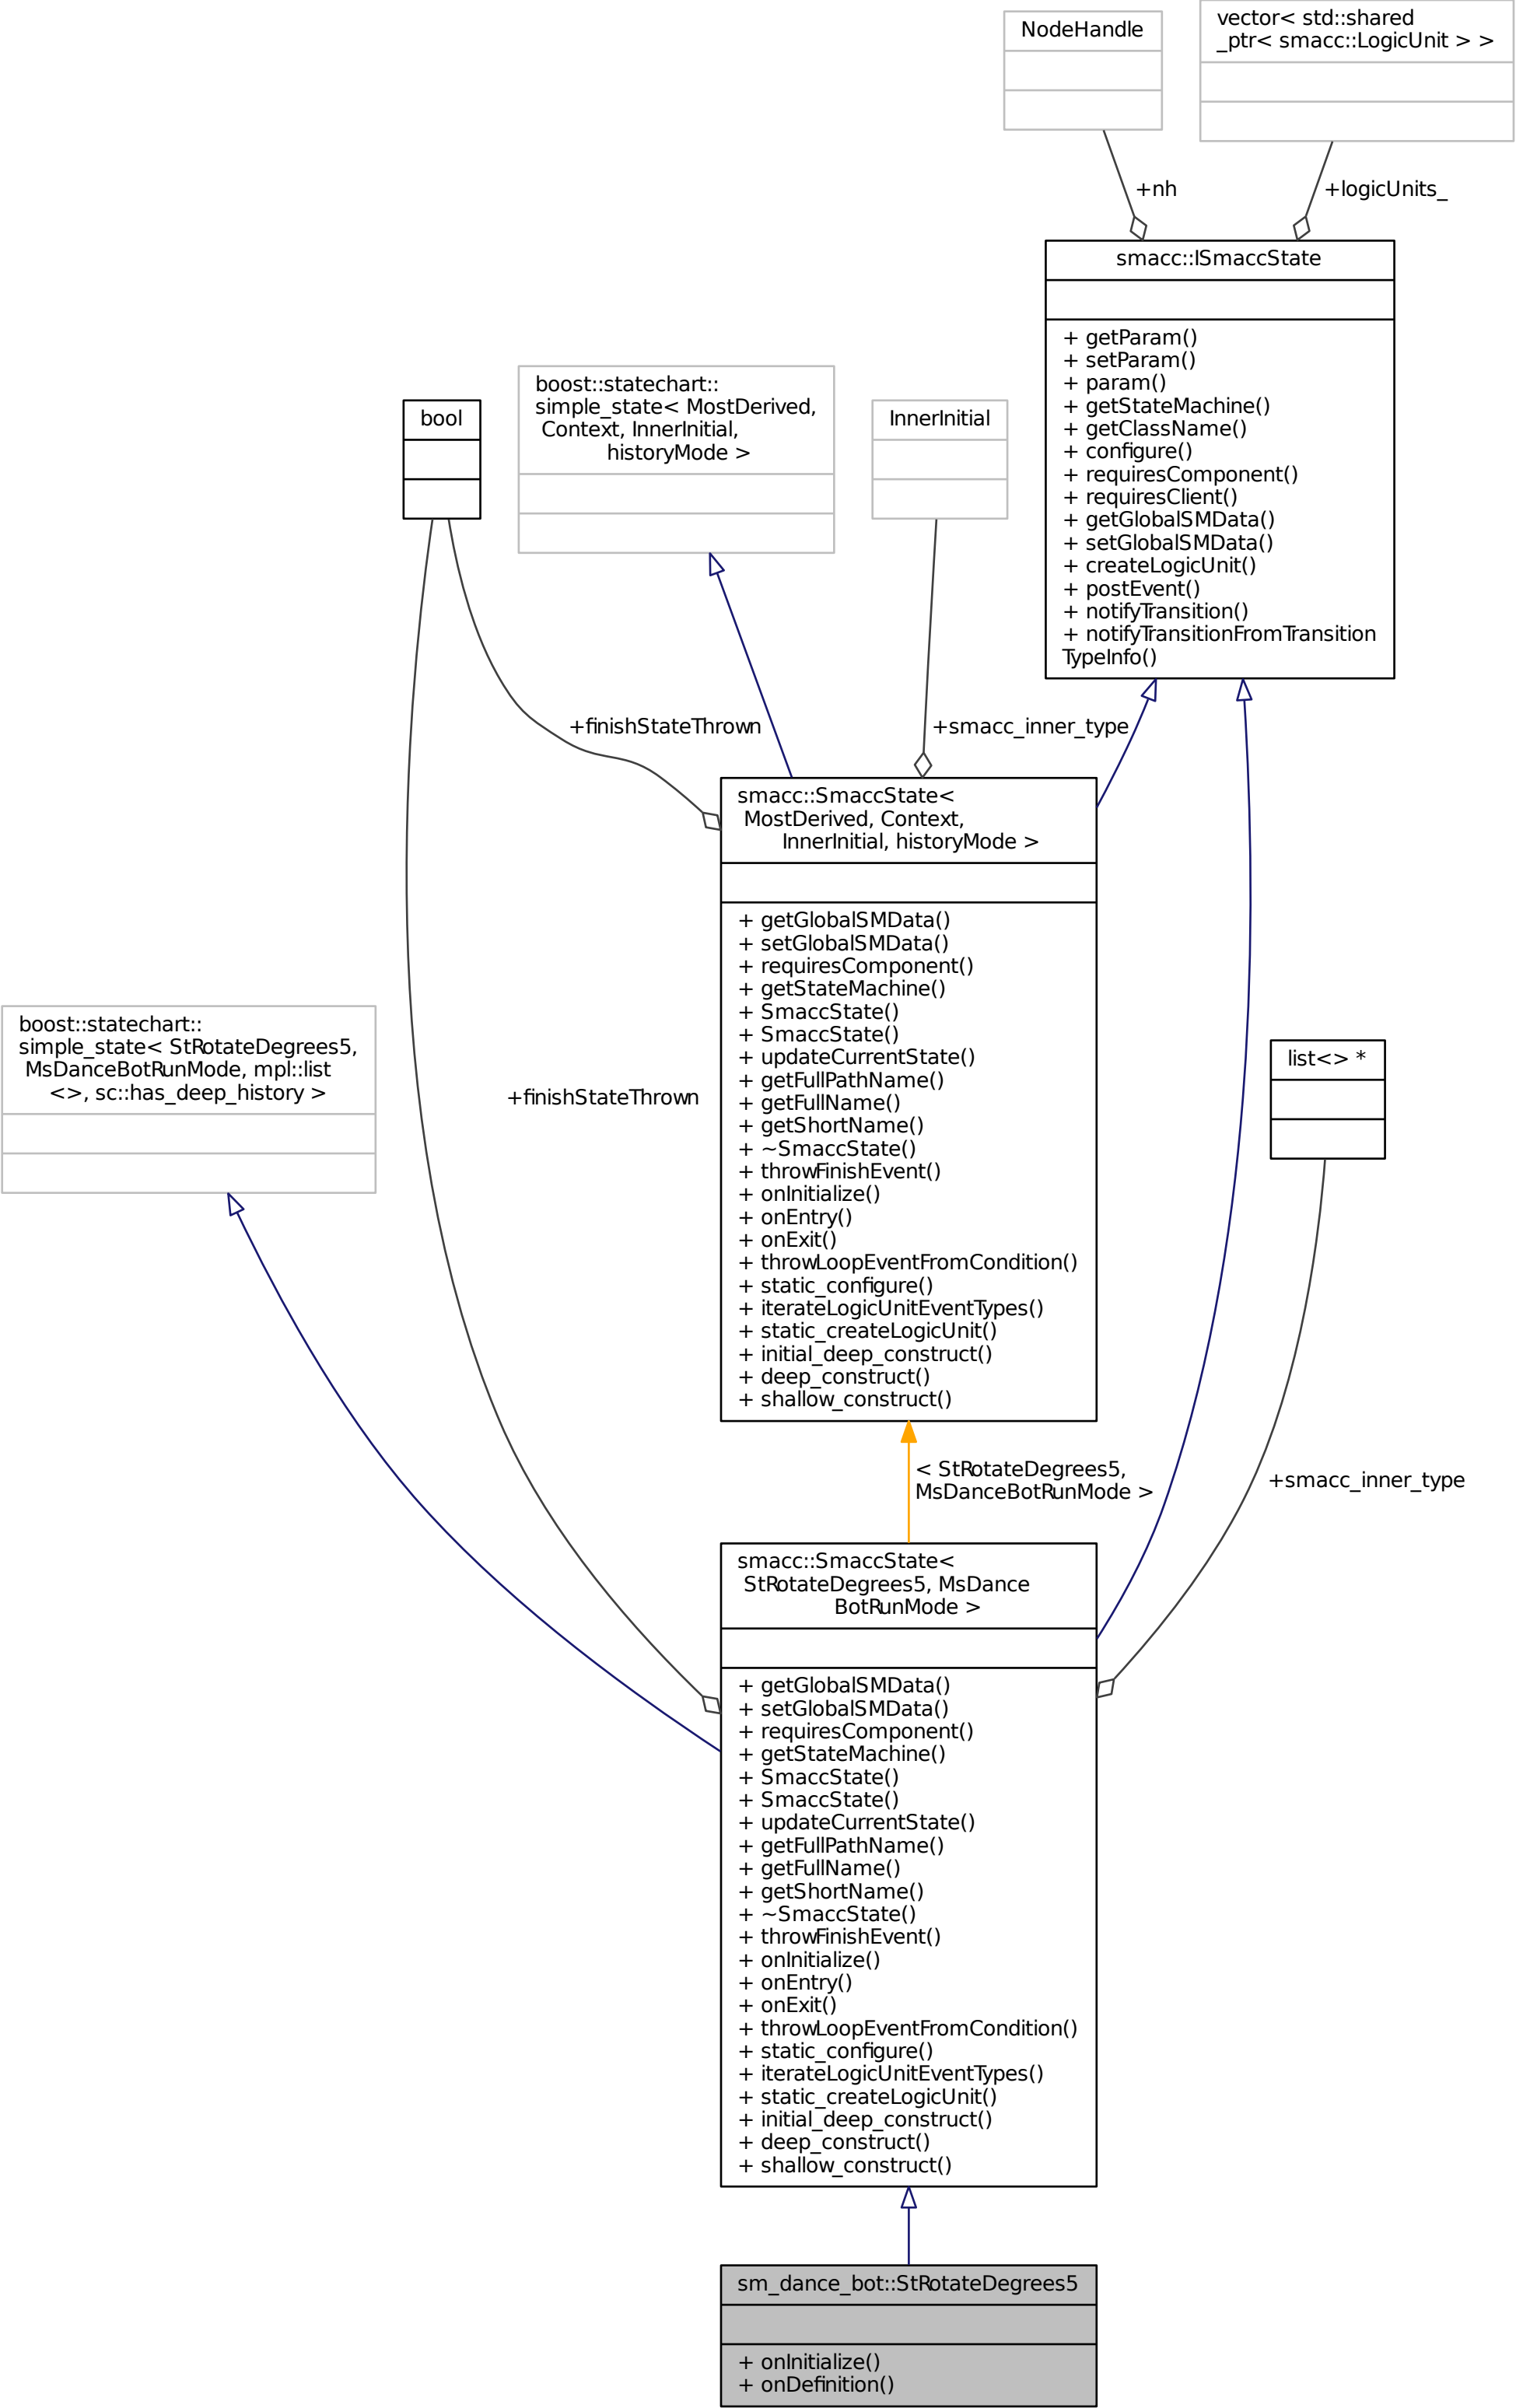 NodeHandle
vector< std::shared
_ptr< smacc::LogicUnit > >
+nh
+logicUnits_
smacc::ISmaccState
+ getParam()
+ setParam()
+ param()
+ getStateMachine()
+ getClassName()
+ configure()
+ requiresComponent()
+ requiresClient()
+ getGlobalSMData()
+ setGlobalSMData()
+ createLogicUnit()
+ postEvent()
+ notifyTransition()
+ notifyTransitionFromTransition
TypeInfo()
bool
boost::statechart::
simple_state< MostDerived,
Context, InnerInitial,
historyMode >
InnerInitial
+finishStateThrown
+smacc_inner_type
smacc::SmaccState<
MostDerived, Context,
InnerInitial, historyMode >
+ getGlobalSMData()
+ setGlobalSMData()
+ requiresComponent()
+ getStateMachine()
+ SmaccState()
+ SmaccState()
+ updateCurrentState()
+ getFullPathName()
+ getFullName()
+ getShortName()
+ ~SmaccState()
+ throwFinishEvent()
+ onInitialize()
+ onEntry()
+ onExit()
+ throwLoopEventFromCondition()
+ static_configure()
+ iterateLogicUnitEventTypes()
+ static_createLogicUnit()
+ initial_deep_construct()
+ deep_construct()
+ shallow_construct()
boost::statechart::
simple_state< StRotateDegrees5,
MsDanceBotRunMode, mpl::list
<>, sc::has_deep_history >
+finishStateThrown
list<> *
< StRotateDegrees5,
MsDanceBotRunMode >
+smacc_inner_type
smacc::SmaccState<
StRotateDegrees5, MsDance
BotRunMode >
+ getGlobalSMData()
+ setGlobalSMData()
+ requiresComponent()
+ getStateMachine()
+ SmaccState()
+ SmaccState()
+ updateCurrentState()
+ getFullPathName()
+ getFullName()
+ getShortName()
+ ~SmaccState()
+ throwFinishEvent()
+ onInitialize()
+ onEntry()
+ onExit()
+ throwLoopEventFromCondition()
+ static_configure()
+ iterateLogicUnitEventTypes()
+ static_createLogicUnit()
+ initial_deep_construct()
+ deep_construct()
+ shallow_construct()
sm_dance_bot::StRotateDegrees5
+ onInitialize()
+ onDefinition()